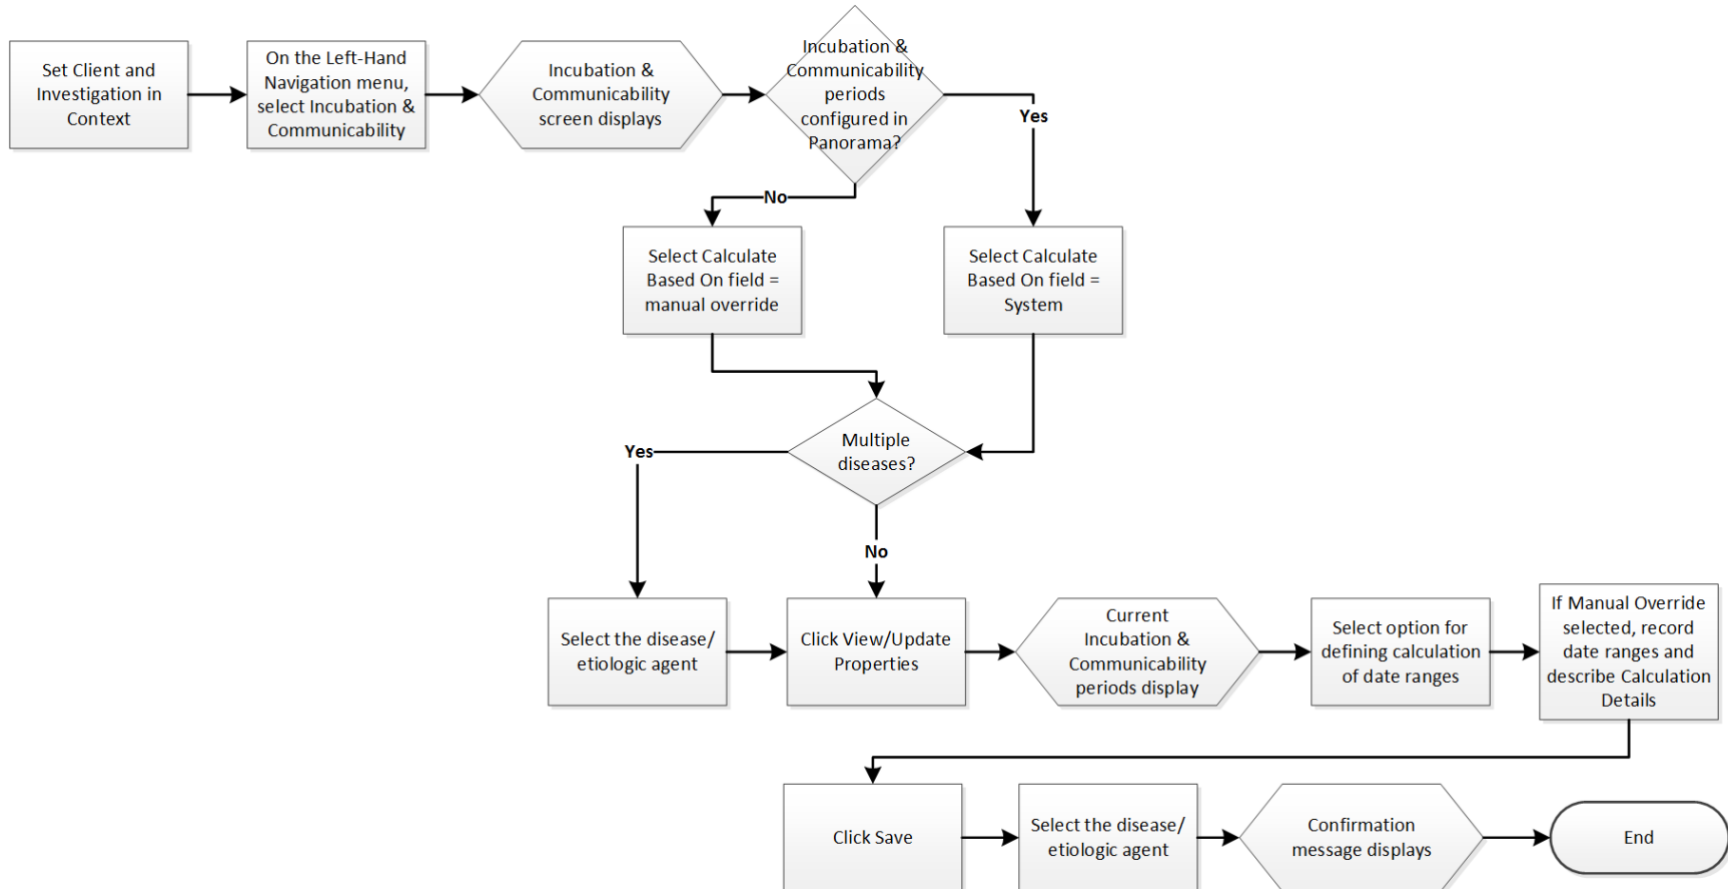 Set Client and
Investigation in
Context
On the Left-Hand
Navigation menu,
select Incubation &
Communicability
Incubation &
Communicability
screen displays
Incubation &
Communicability
periods
configured in
Panorama?
Yes
No
Select Calculate
Based On field =
manual override
Select Calculate
Based On field =
System
Multiple
diseases?
Yes
No
Select the disease/
etiologic agent
Click View/Update
Properties
Current
Incubation &
Communicability
periods display
Select option for
defining calculation
of date ranges
If Manual Override
selected, record
date ranges and
describe Calculation
Details
Click Save
Select the disease/
etiologic agent
Confirmation
message displays
End